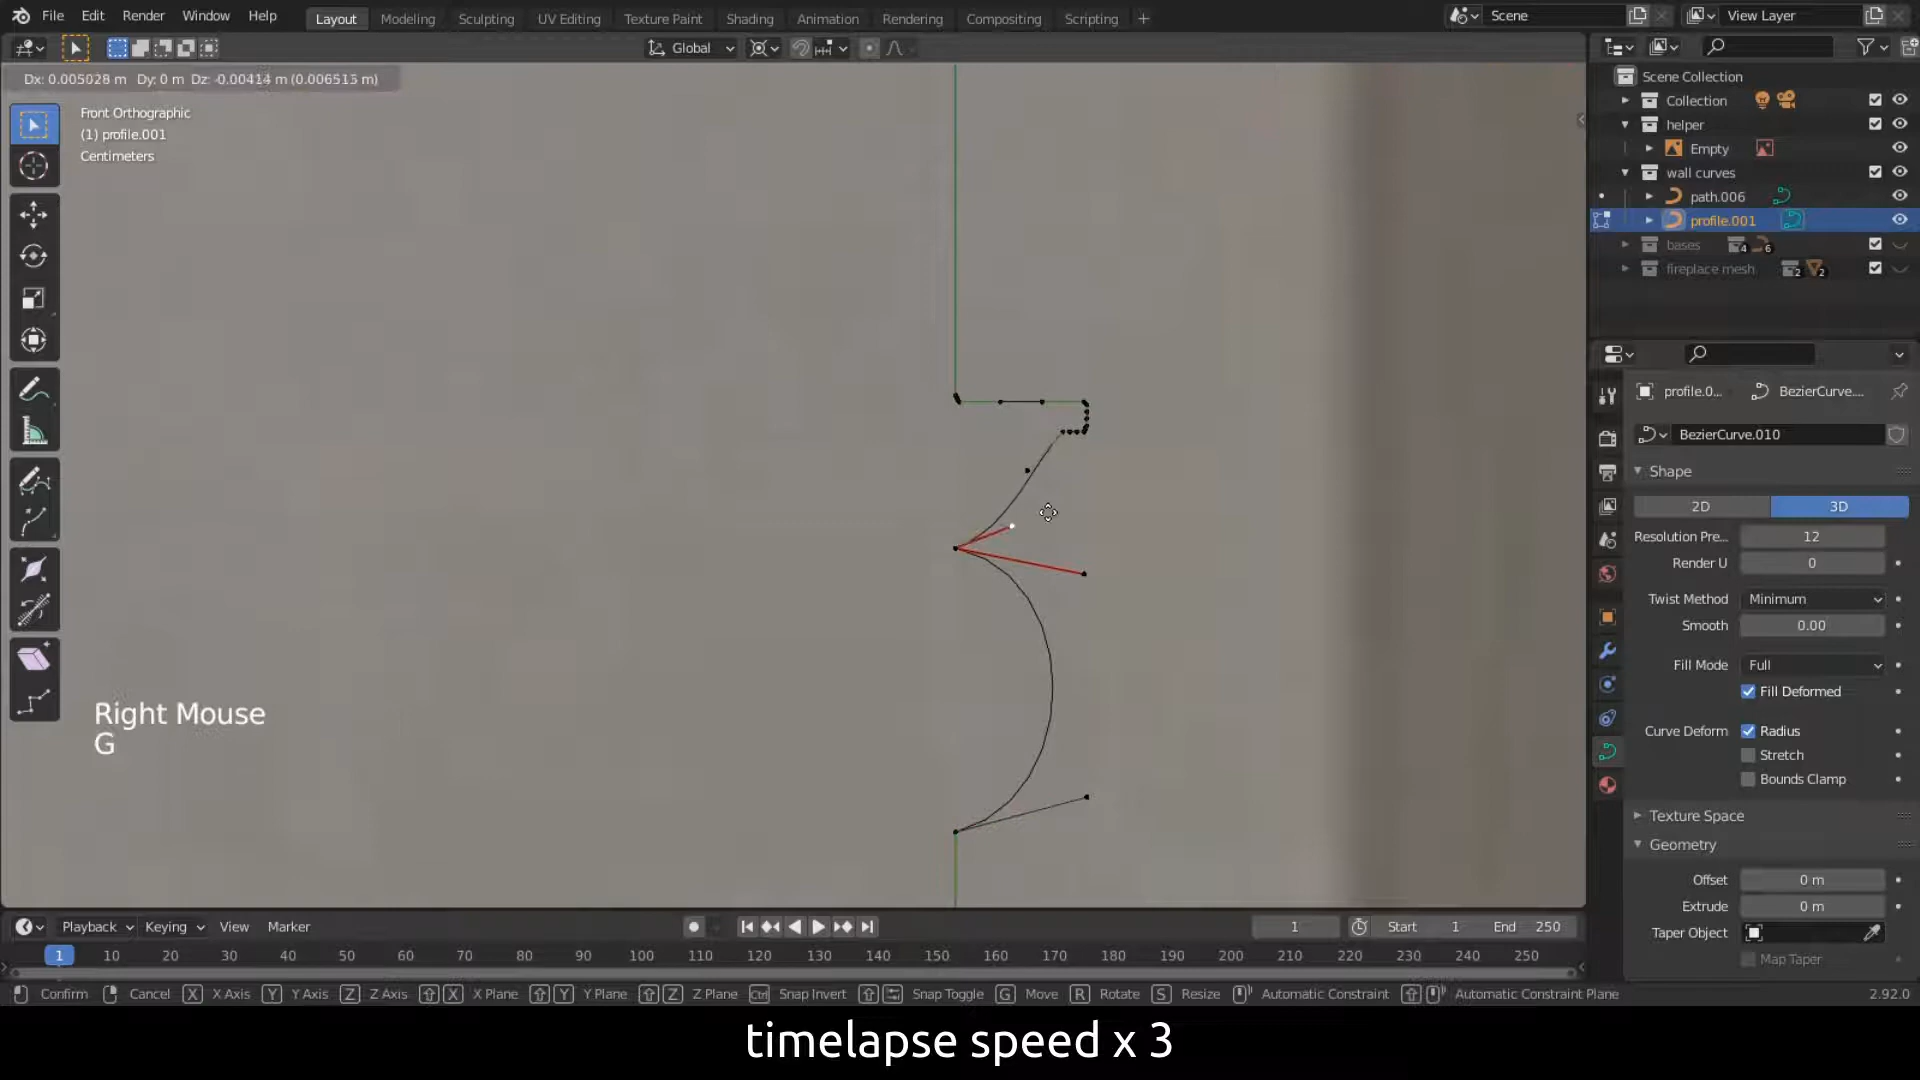 File Edit Render Window Help Layout Modeling Sculpting UV Editing Texture Paint Shading Animation Rendering Compositing Scripting + Scene View Layer
Global
Dx: 0.005028 m Dy: 0 m Dz: -0.00414 m (0.006515 m)
Front Orthographic
(1) profile.001
Centimeters
Right Mouse
G
Scene Collection
Collection
helper
Empty
wall curves
path.006
profile.001
bases 4 6
fireplace mesh 2 2
profile.0... BezierCurve....
BezierCurve.010
Shape
2D 3D
Resolution Pre... 12
Render U 0
Twist Method Minimum
Smooth 0.00
Fill Mode Full
Fill Deformed
Curve Deform Radius
Stretch
Bounds Clamp
Texture Space
Geometry
Offset 0 m
Extrude 0 m
Taper Object
Map Taper
Playback Keying View Marker 1 Start 1 End 250
1 10 20 30 40 50 60 70 80 90 100 110 120 130 140 150 160 170 180 190 200 210 220 230 240 250
Confirm Cancel X X Axis Y Y Axis Z Z Axis X X Plane Y Y Plane Z Z Plane Ctrl Snap Invert Snap Toggle G Move R Rotate S Resize Automatic Constraint Automatic Constraint Plane 2.92.0
timelapse speed x 3